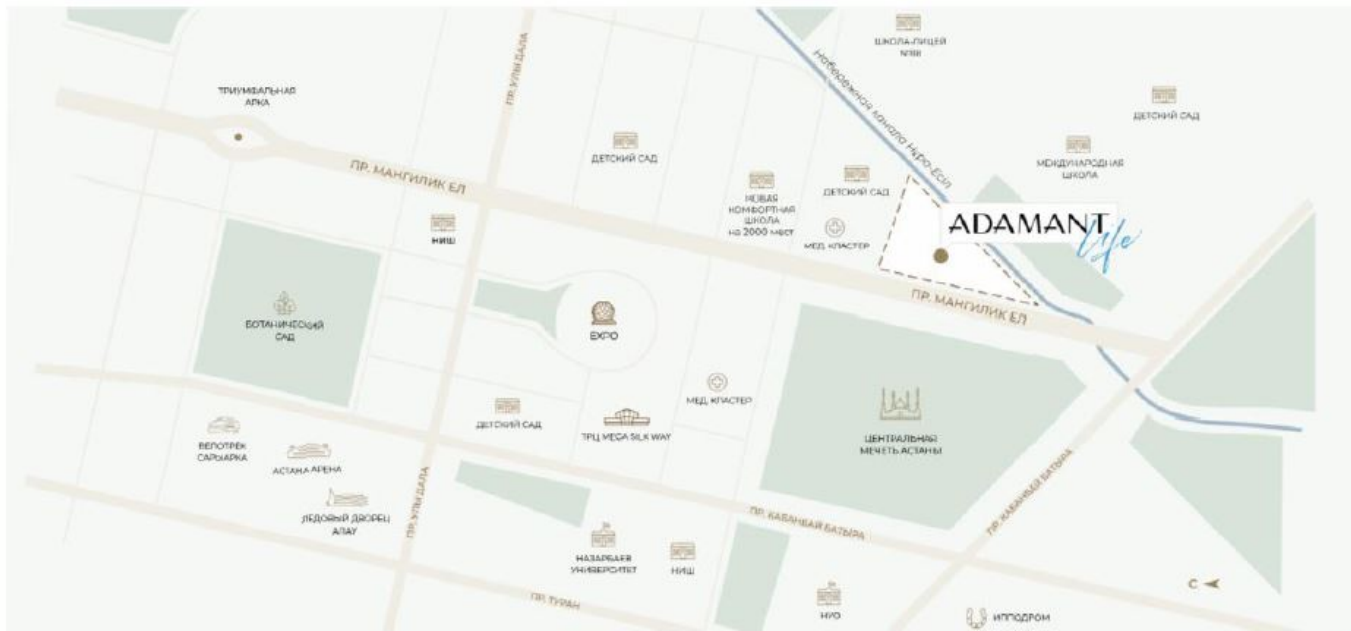 ШКОЛА-ЛИЦЕЙ
№88
ПР. УЛЫ ДАЛА
Набережная канала Нұра-Есіл
ТРИУМФАЛЬНАЯ
АРКА
ДЕТСКИЙ САД
ДЕТСКИЙ САД
МЕЖДУНАРОДНАЯ
ШКОЛА
ПР. МАНГИЛИК ЕЛ
НОВАЯ
КОМФОРТНАЯ
ШКОЛА
на 2000 мест
ДЕТСКИЙ САД
ADAMANT
Life
НИШ
МЕД. КЛАСТЕР
ПР. МАНГИЛИК ЕЛ
БОТАНИЧЕСКИЙ
САД
EXPO
МЕД. КЛАСТЕР
ДЕТСКИЙ САД
ТРЦ MEGA SILK WAY
ЦЕНТРАЛЬНАЯ
МЕЧЕТЬ АСТАНЫ
ВЕЛОТРЕК
САРЫАРКА
АСТАНА АРЕНА
ЛЕДОВЫЙ ДВОРЕЦ
АЛАУ
ПР. УЛЫ ДАЛА
ПР. КАБАНБАЙ БАТЫРА
ПР. КАБАНБАЙ БАТЫРА
НАЗАРБАЕВ
УНИВЕРСИТЕТ
НИШ
С
ПР. ТУРАН
ИППОДРОМ